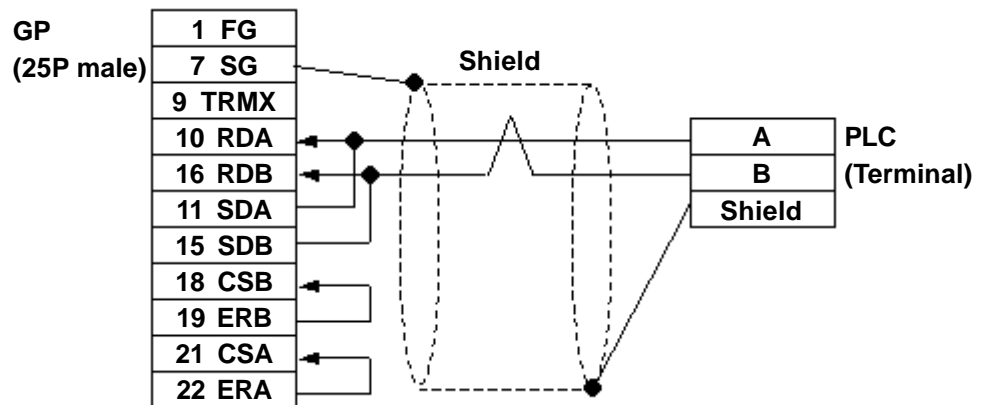 GP
(25P male)
1 FG
7 SG
9 TRMX
10 RDA
16 RDB
11 SDA
15 SDB
18 CSB
19 ERB
21 CSA
22 ERA
Shield
A
B
Shield
PLC
(Terminal)